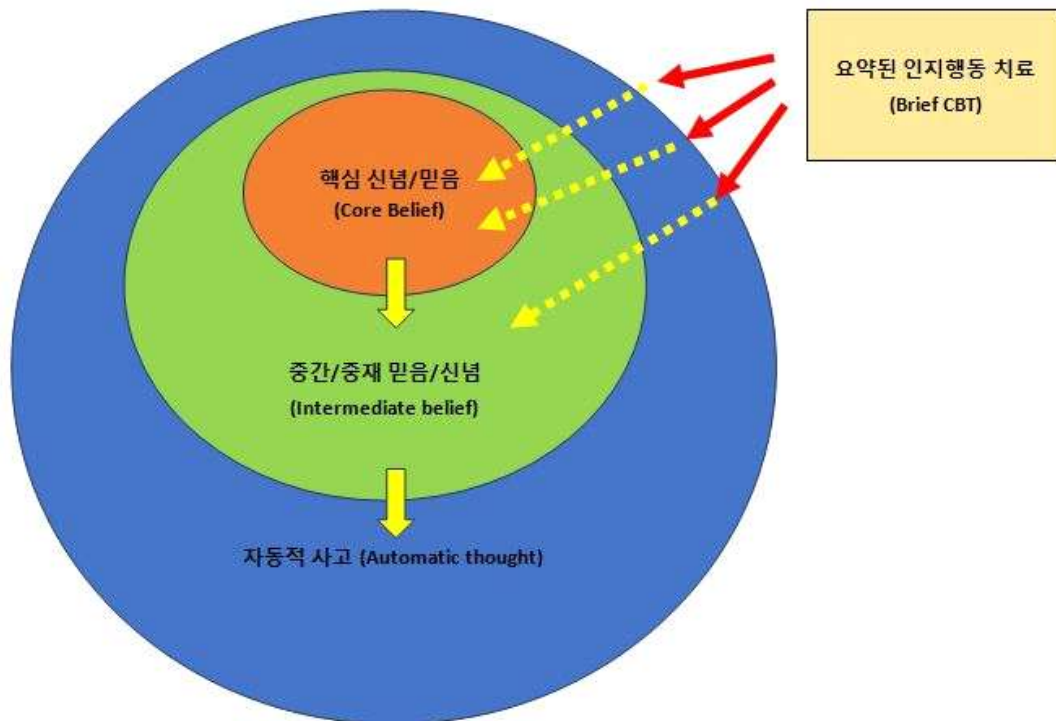 요약된 인지행동 치료
(Brief CBT)
핵심 신념/믿음
(Core Belief)
중간/중재 믿음/신념
(Intermediate belief)
자동적 사고 (Automatic thought)